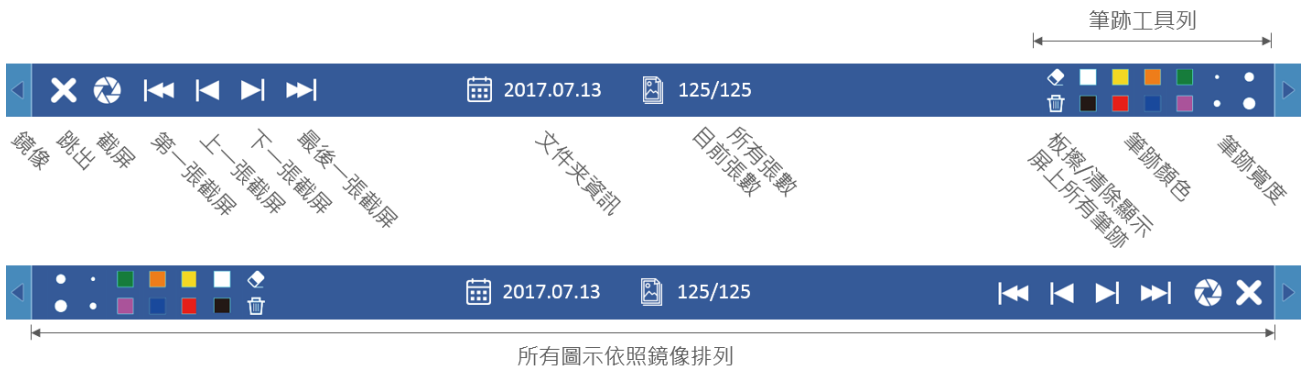 筆跡工具列
2017.07.13
125/125
鏡像
跳出
截屏
第一張截屏
上一張截屏
下一張截屏
最後一張截屏
文件夹資訊
目前張數
所有張數
板擦/清除顯示
屏上所有筆跡
筆跡顏色
筆跡寬度
2017.07.13
125/125
所有圖示依照鏡像排列